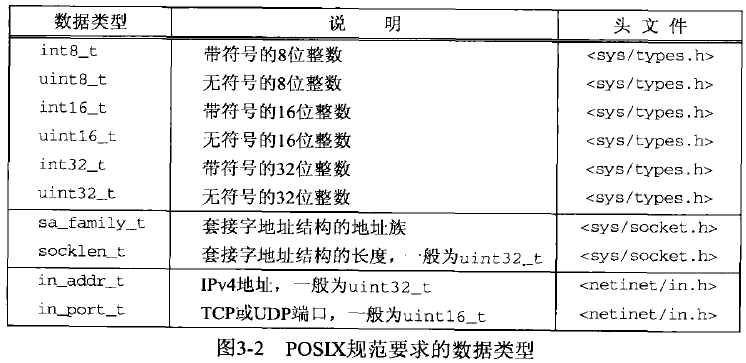 数据类型 说 明 头 文 件
int8_t 带符号的8位整数 <sys/types.h>
uint8_t 无符号的8位整数 <sys/types.h>
int16_t 带符号的16位整数 <sys/types.h>
uint16_t 无符号的16位整数 <sys/types.h>
int32_t 带符号的32位整数 <sys/types.h>
uint32_t 无符号的32位整数 <sys/types.h>
sa_family_t 套接字地址结构的地址族 <sys/socket.h>
socklen_t 套接字地址结构的长度，一般为uint32_t <sys/socket.h>
in_addr_t IPv4地址，一般为uint32_t <netinet/in.h>
in_port_t TCP或UDP端口，一般为uint16_t <netinet/in.h>
图3-2 POSIX规范要求的数据类型